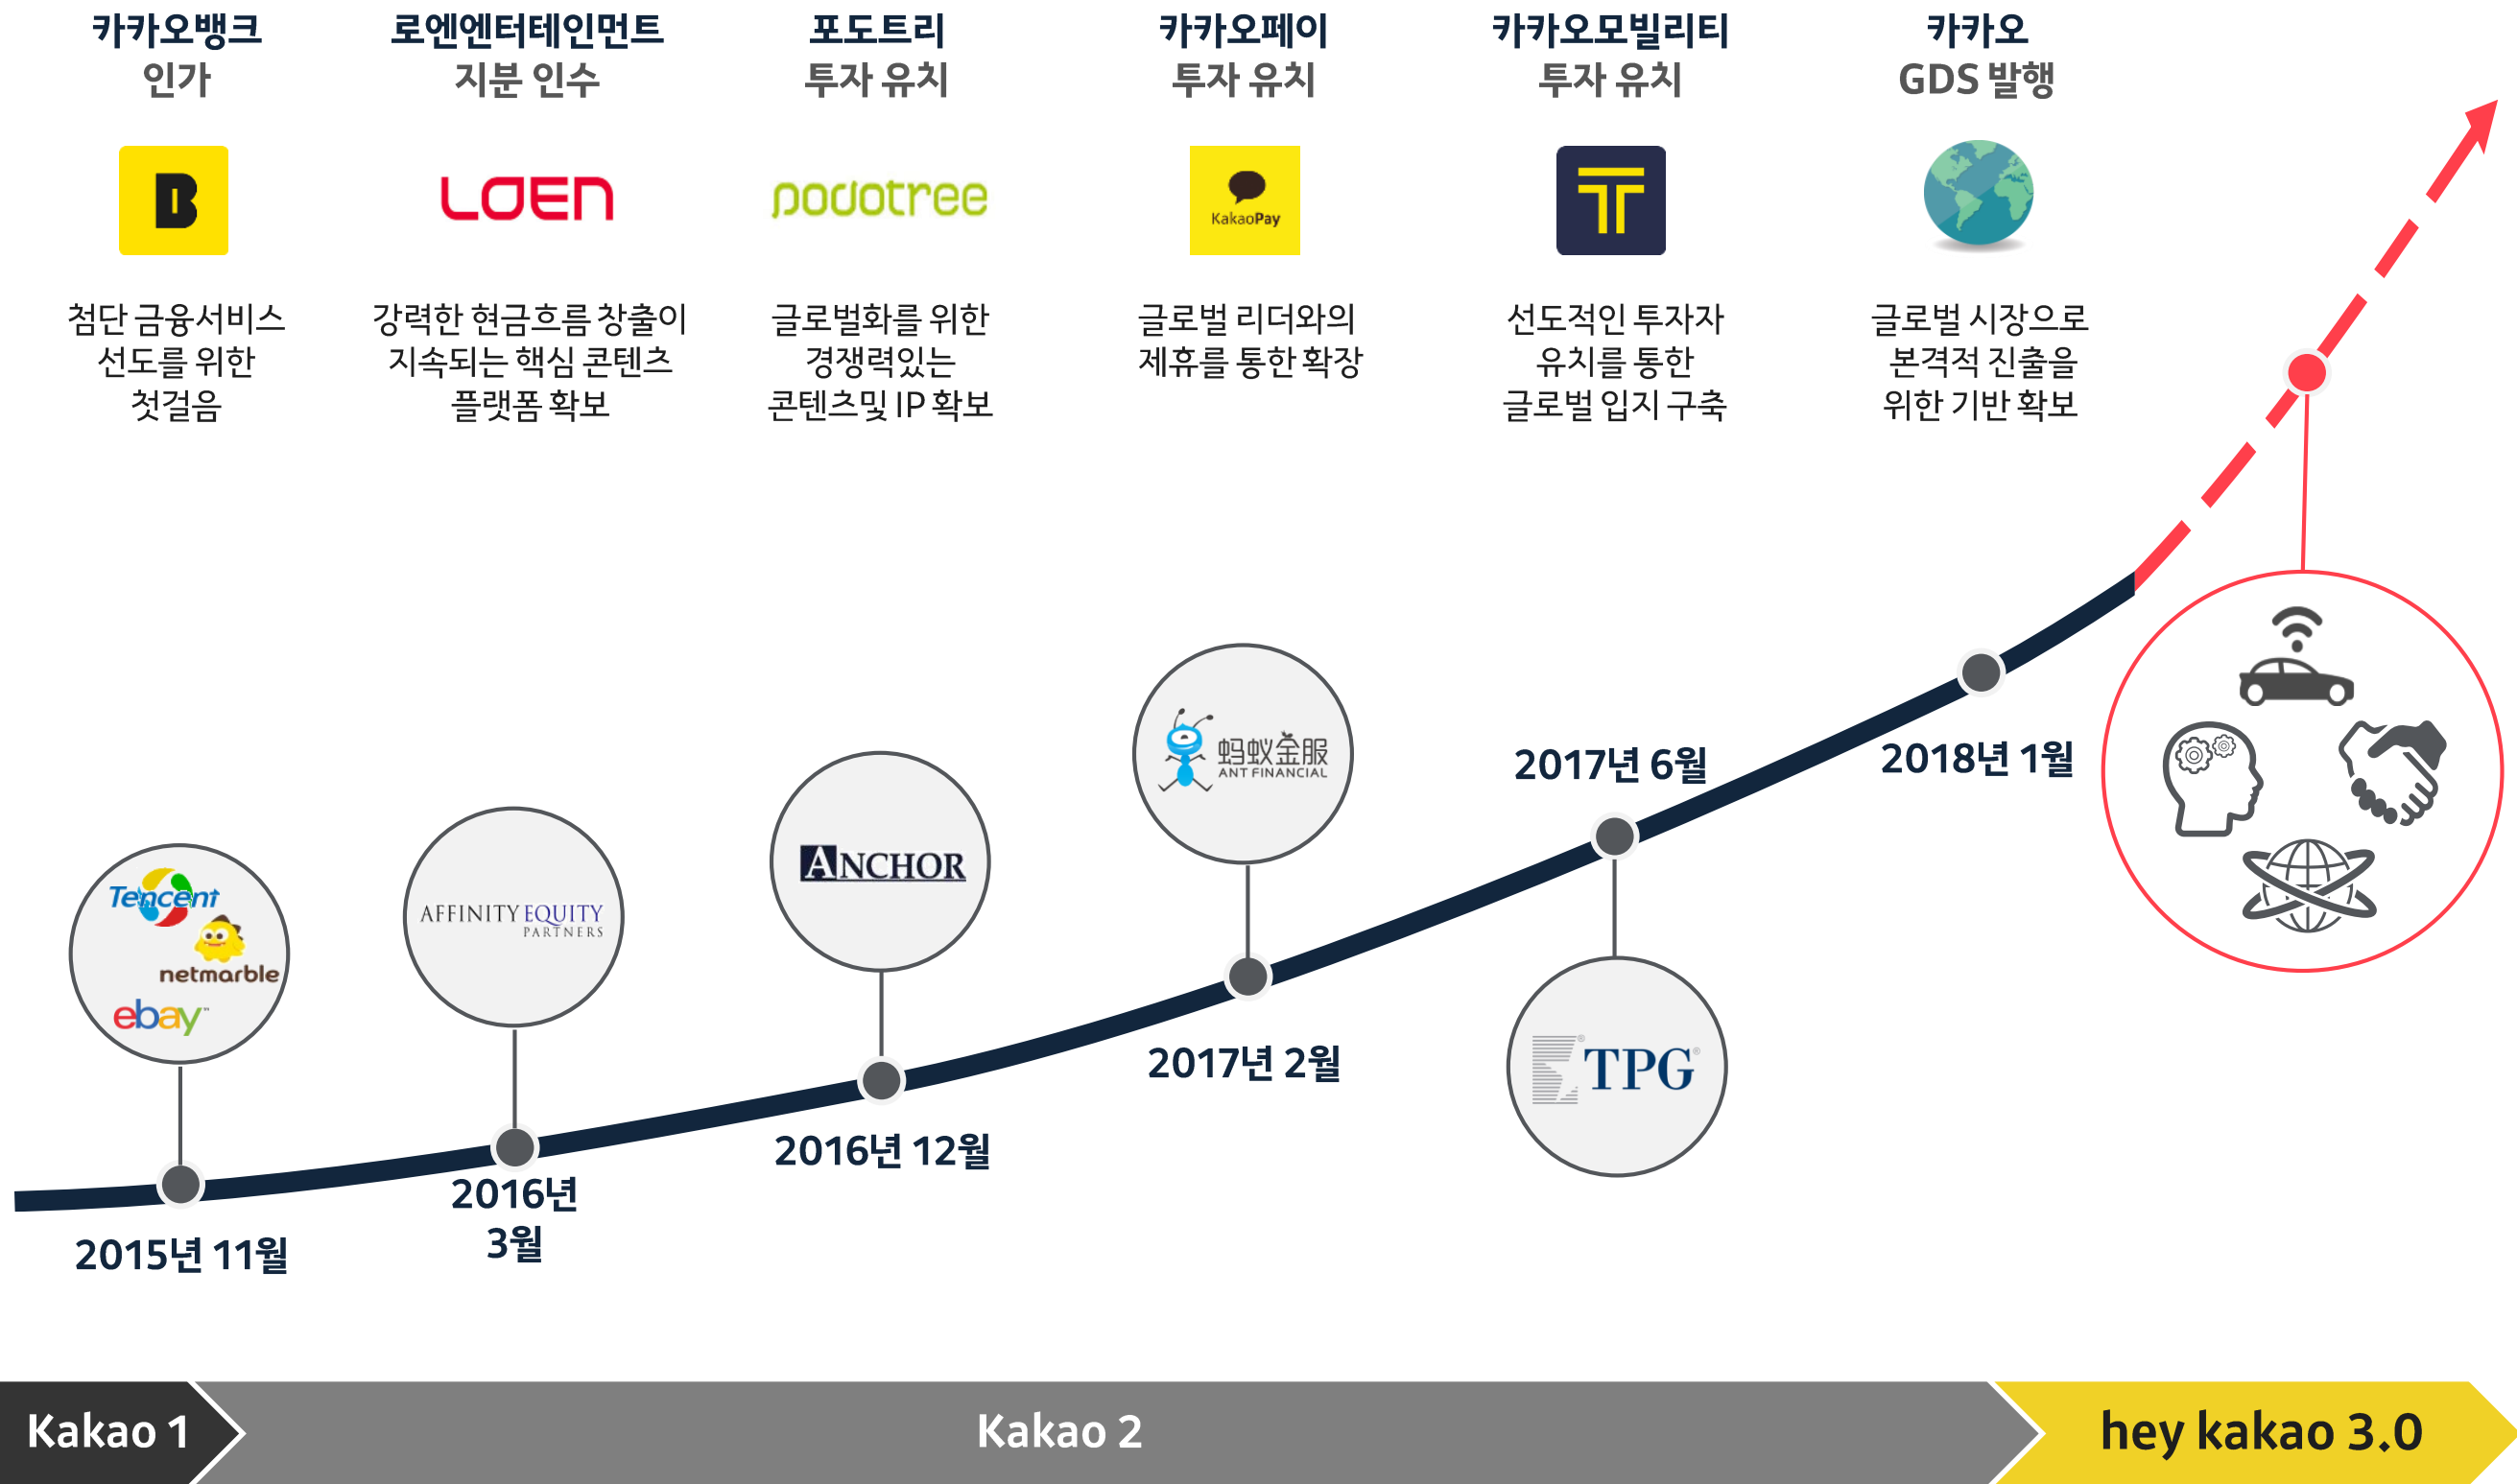 카카오뱅크
인가
첨단 금융서비스
선도를 위한
첫걸음
로엔엔터테인먼트
지분 인수
LOEN
강력한 현금흐름 창출이
지속되는 핵심 콘텐츠
플랫폼 확보
포도트리
투자 유치
podotree
글로벌화를 위한
경쟁력있는
콘텐츠및 IP 확보
카카오페이
투자 유치
KakaoPay
글로벌 리더와의
제휴를 통한 확장
카카오모빌리티
투자 유치
T
선도적인 투자자
유치를 통한
글로벌 입지 구축
카카오
GDS 발행
글로벌 시장으로
본격적 진출을
위한 기반 확보
Tencent
netmarble
ebay™
2015년 11월
AFFINITY EQUITY
PARTNERS
2016년
3월
ANCHOR
2016년 12월
蚂蚁金服
ANT FINANCIAL
2017년 2월
2017년 6월
TPG®
2018년 1월
Kakao 1
Kakao 2
hey kakao 3.0